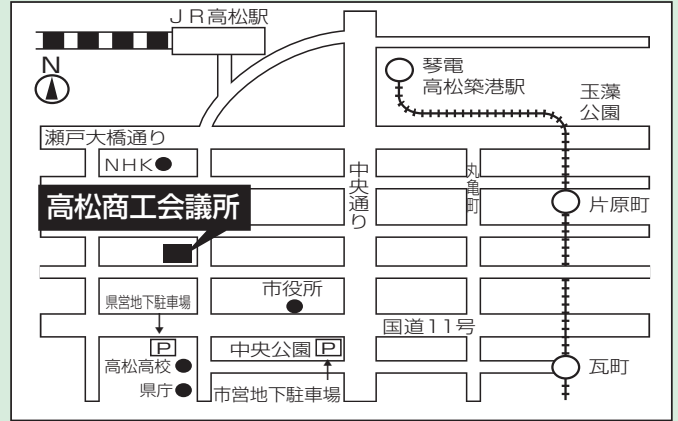 JR高松駅
N
琴電
高松築港駅
玉藻
公園
瀬戸大橋通り
NHK
中央通り
丸亀町
高松商工会議所
片原町
県営地下駐車場
市役所
国道11号
P
中央公園 P
高松高校
瓦町
県庁
市営地下駐車場